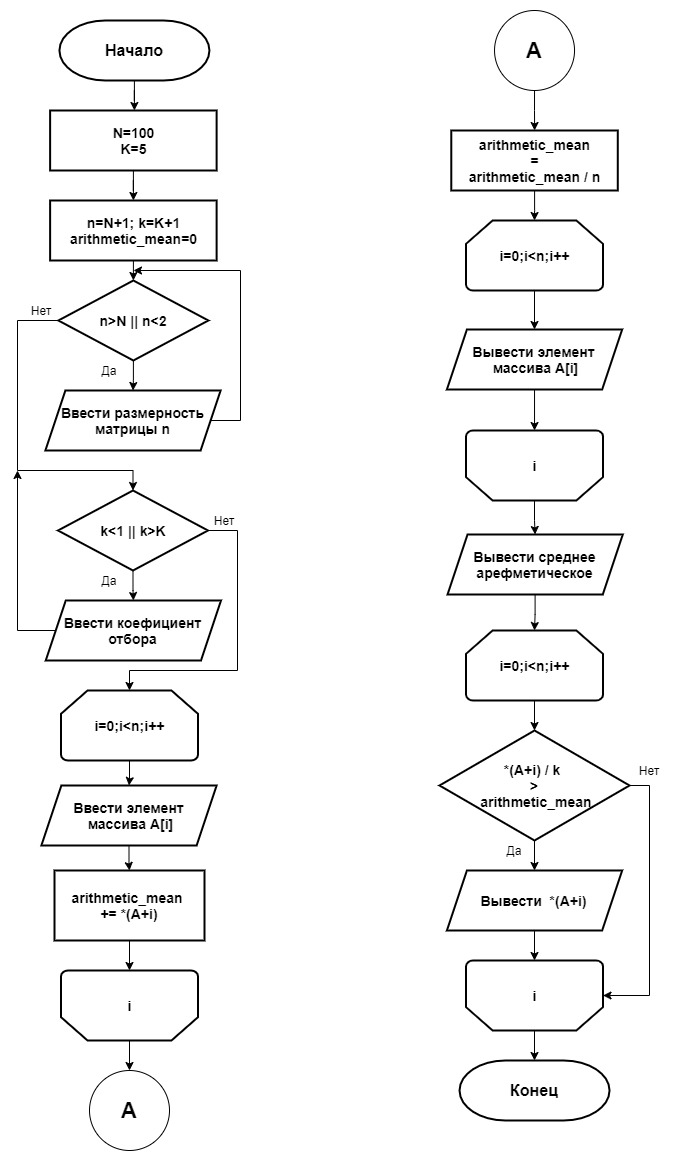 Начало
N=100
K=5
n=N+1; k=K+1
arithmetic_mean=0
Нет
n>N || n<2
Да
Ввести размерность
матрицы n
k<1 || k>K
Нет
Да
Ввести коефициент
отбора
i=0;i<n;i++
Ввести элемент
массива A[i]
arithmetic_mean
+= *(A+i)
i
A
A
arithmetic_mean
=
arithmetic_mean / n
i=0;i<n;i++
Вывести элемент
массива A[i]
i
Вывести среднее
арефметическое
i=0;i<n;i++
*(A+i) / k
>
arithmetic_mean
Нет
Да
Вывести *(A+i)
i
Конец